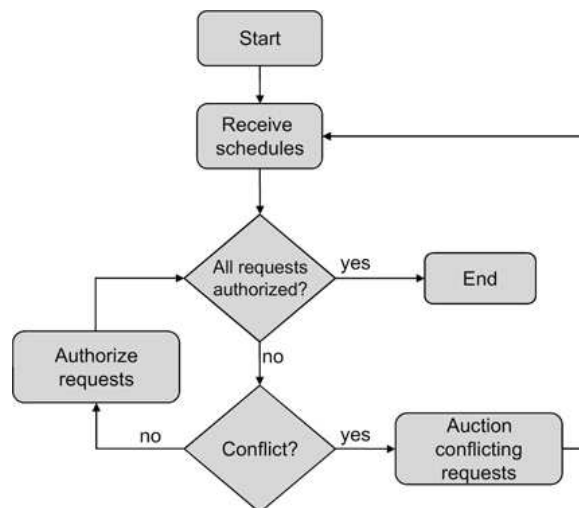 Start
Receive
schedules
All requests
authorized?
yes
End
no
Authorize
requests
Conflict?
no
yes
Auction
conflicting
requests